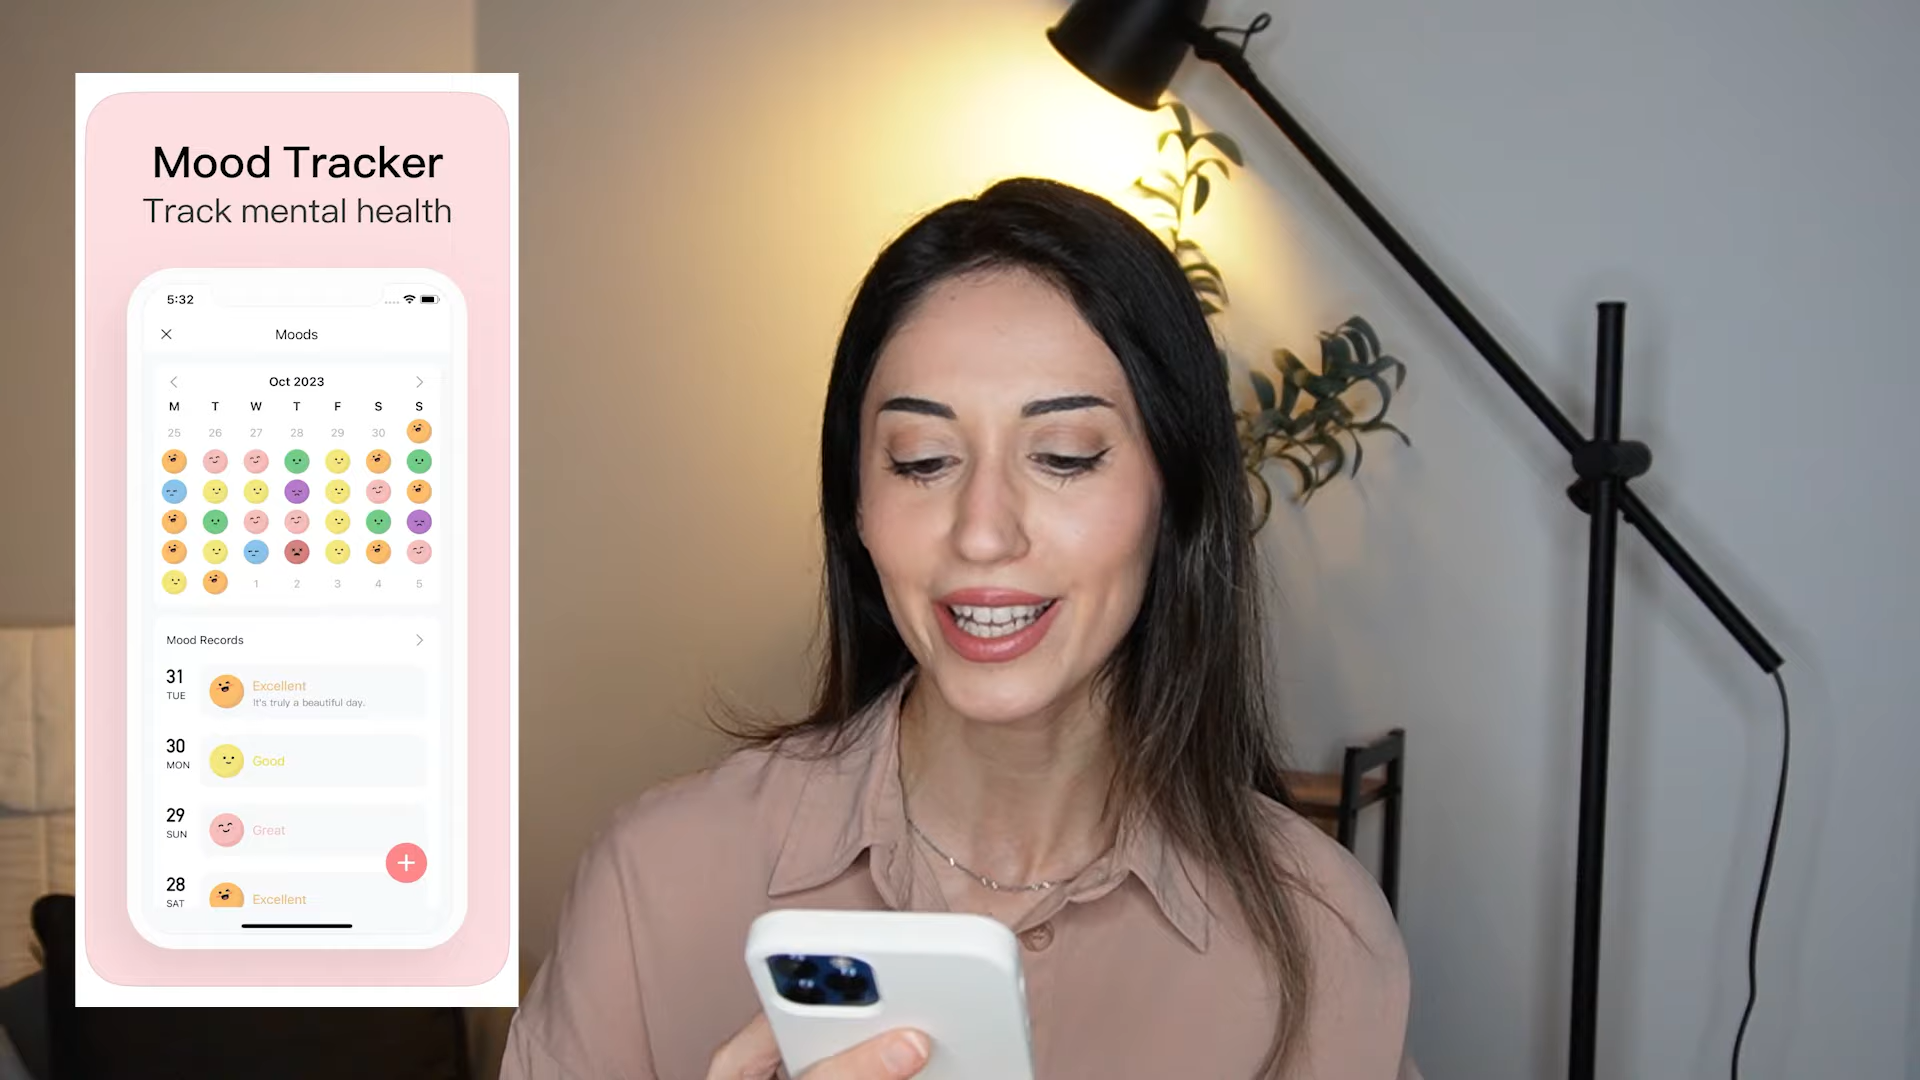 Mood Tracker
Track mental health
5:32
Moods
Oct 2023
M T W T F S S
25 26 27 28 29 30
1 2 3 4 5
Mood Records
31
TUE
Excellent
It's truly a beautiful day.
30
MON
Good
29
SUN
Great
28
SAT
Excellent